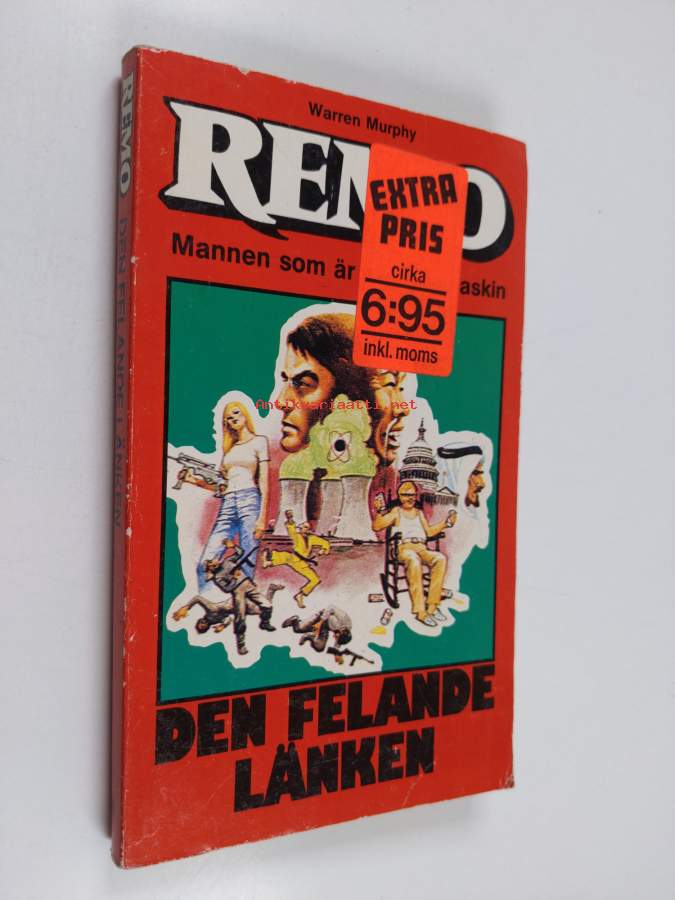 Warren Murphy
REM O
Mannen som är askin
EXTRA
PRIS
cirka
6:95
inkl. moms
Antikvariaatti.net
DEN FELANDE
LÄNKEN
REMO DEN FELANDE LÄNKEN